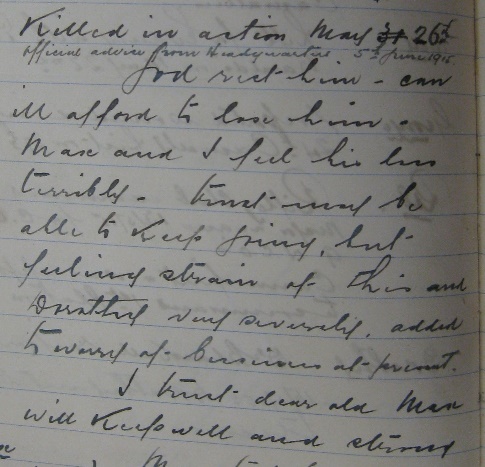 Killed in action May 31 26th
official advice from Headquarters 5th June 1915
God rest him - can
ill afford to lose him.
Max and I feel his loss
terribly - trust may be
able to keep going, but
feeling strain of this and
Dorothy very severely, added
to worry of business at present.
I trust dear old Max
will keep well and strong